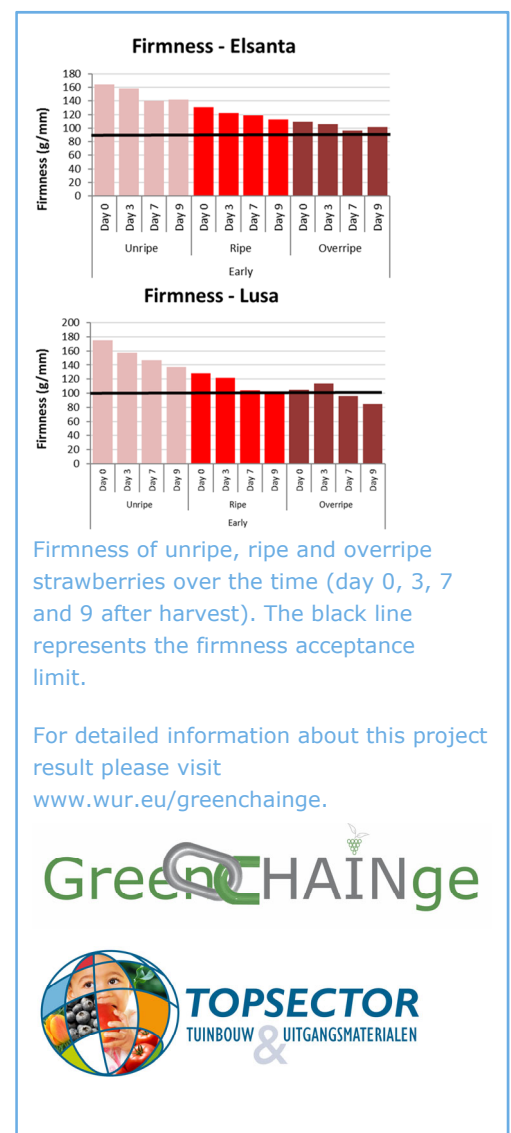 Firmness - Elsanta
Firmness (g/mm)
180
160
140
120
100
80
60
40
20
0
Day 0 Day 3 Day 7 Day 9 Day 0 Day 3 Day 7 Day 9 Day 0 Day 3 Day 7 Day 9
Unripe Ripe Overripe
Early
Firmness - Lusa
Firmness (g/mm)
200
180
160
140
120
100
80
60
40
20
0
Day 0 Day 3 Day 7 Day 9 Day 0 Day 3 Day 7 Day 9 Day 0 Day 3 Day 7 Day 9
Unripe Ripe Overripe
Early
Firmness of unripe, ripe and overripe
strawberries over the time (day 0, 3, 7
and 9 after harvest). The black line
represents the firmness acceptance
limit.
For detailed information about this project
result please visit
www.wur.eu/greenchainge.
GreenCHAINge
TOPSECTOR
TUINBOUW & UITGANGSMATERIALEN